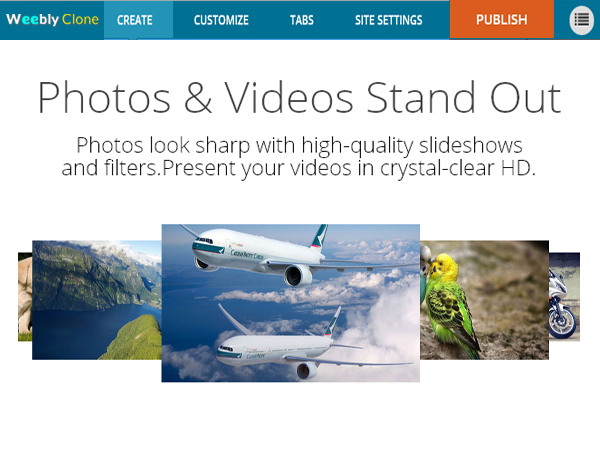 Weebly Clone CREATE CUSTOMIZE TABS SITE SETTINGS PUBLISH
Photos & Videos Stand Out
Photos look sharp with high-quality slideshows
and filters.Present your videos in crystal-clear HD.
CATHAY PACIFIC CARGO
CATHAY PACIFIC